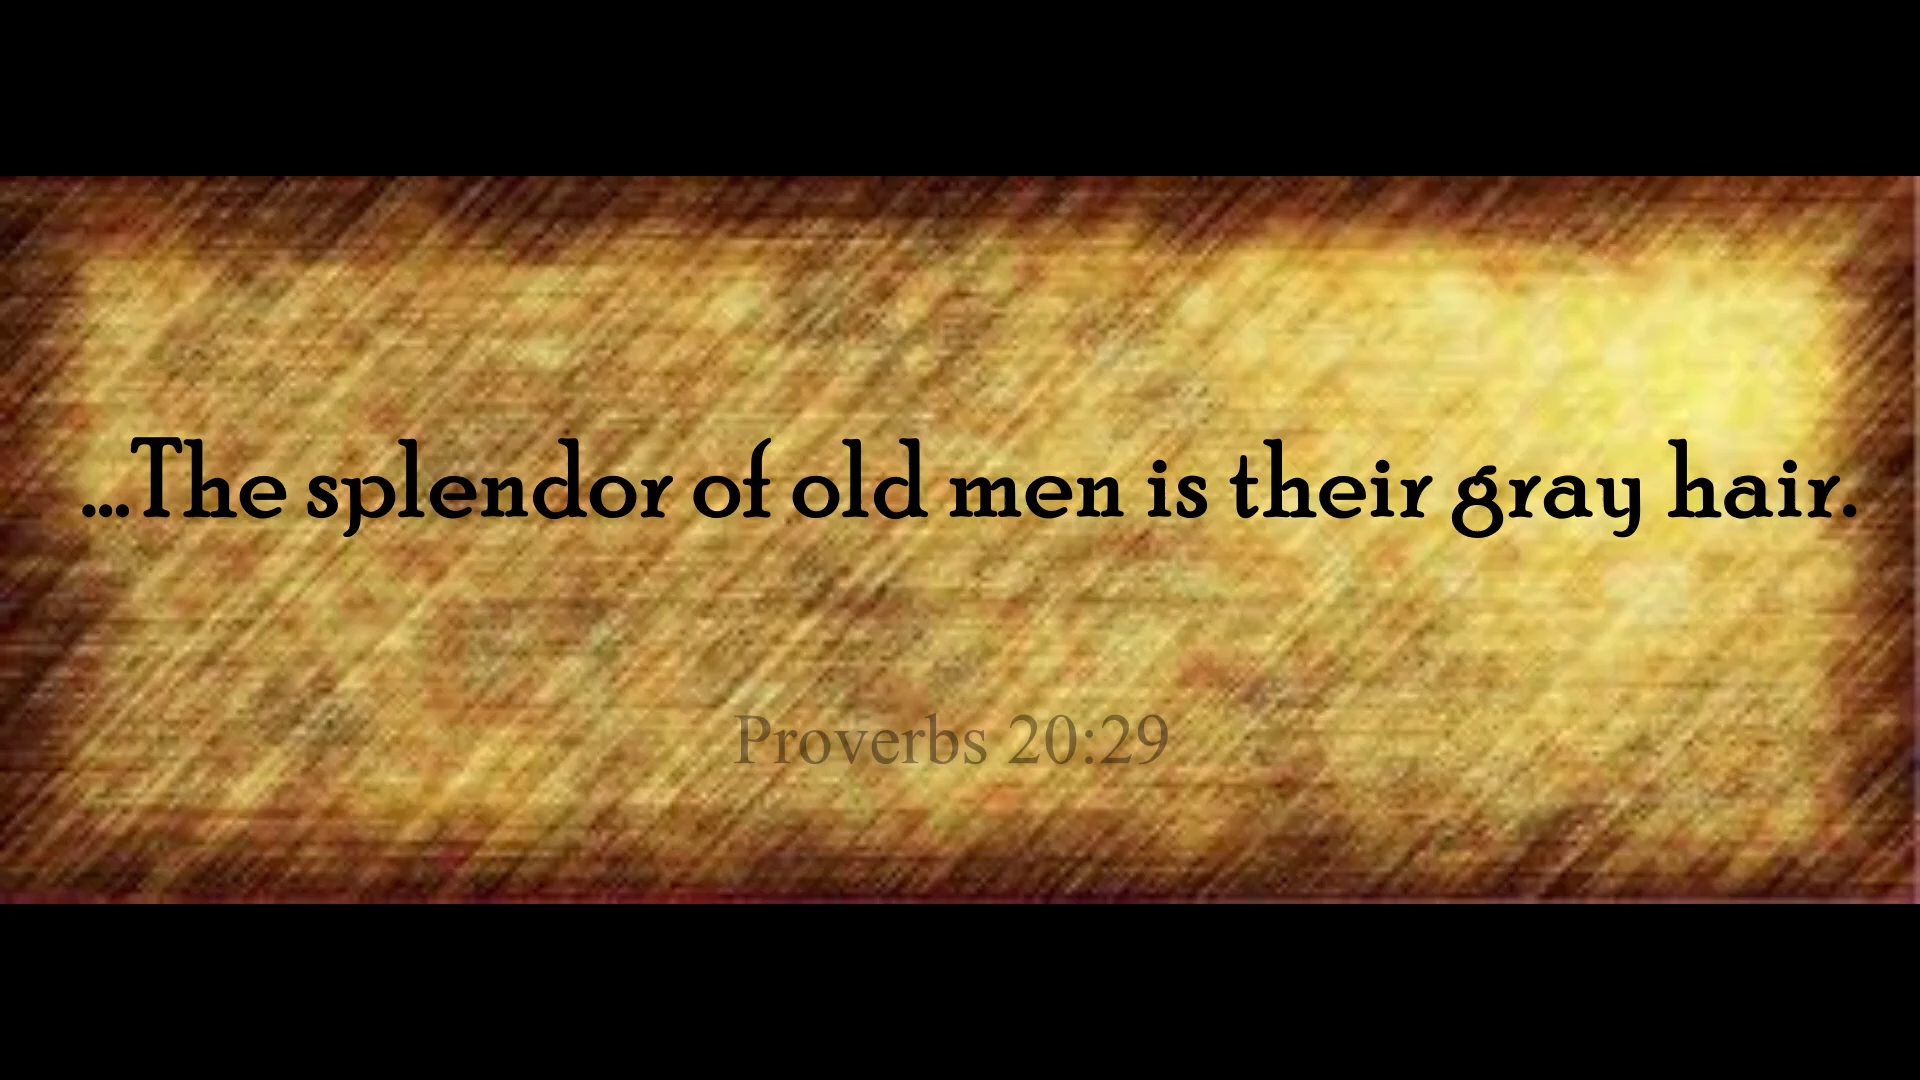 ...The splendor of old men is their gray hair.
Proverbs 20:29